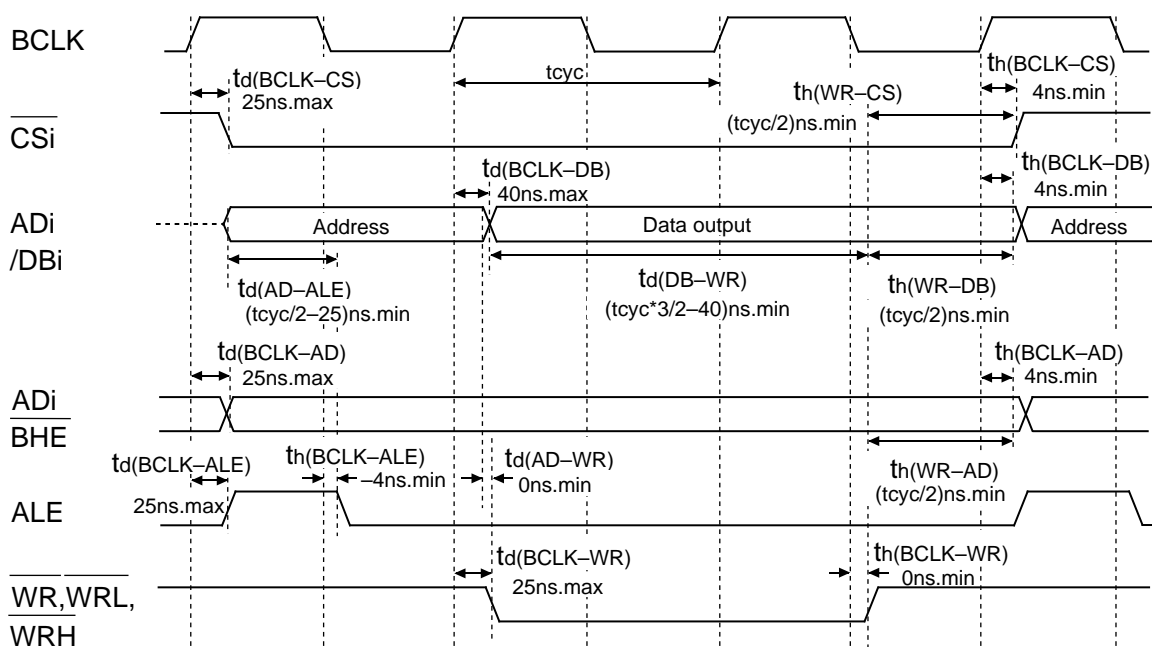 BCLK
td(BCLK–CS)
25ns.max
tcyc
th(BCLK–CS)
4ns.min
th(WR–CS)
(tcyc/2)ns.min
CSi
td(BCLK–DB)
40ns.max
th(BCLK–DB)
4ns.min
ADi
/DBi
Address
Data output
Address
td(AD–ALE)
(tcyc/2–25)ns.min
td(DB–WR)
(tcyc*3/2–40)ns.min
th(WR–DB)
(tcyc/2)ns.min
td(BCLK–AD)
25ns.max
th(BCLK–AD)
4ns.min
ADi
BHE
td(BCLK–ALE)
25ns.max
th(BCLK–ALE)
–4ns.min
td(AD–WR)
0ns.min
th(WR–AD)
(tcyc/2)ns.min
ALE
td(BCLK–WR)
25ns.max
th(BCLK–WR)
0ns.min
WR,WRL,
WRH